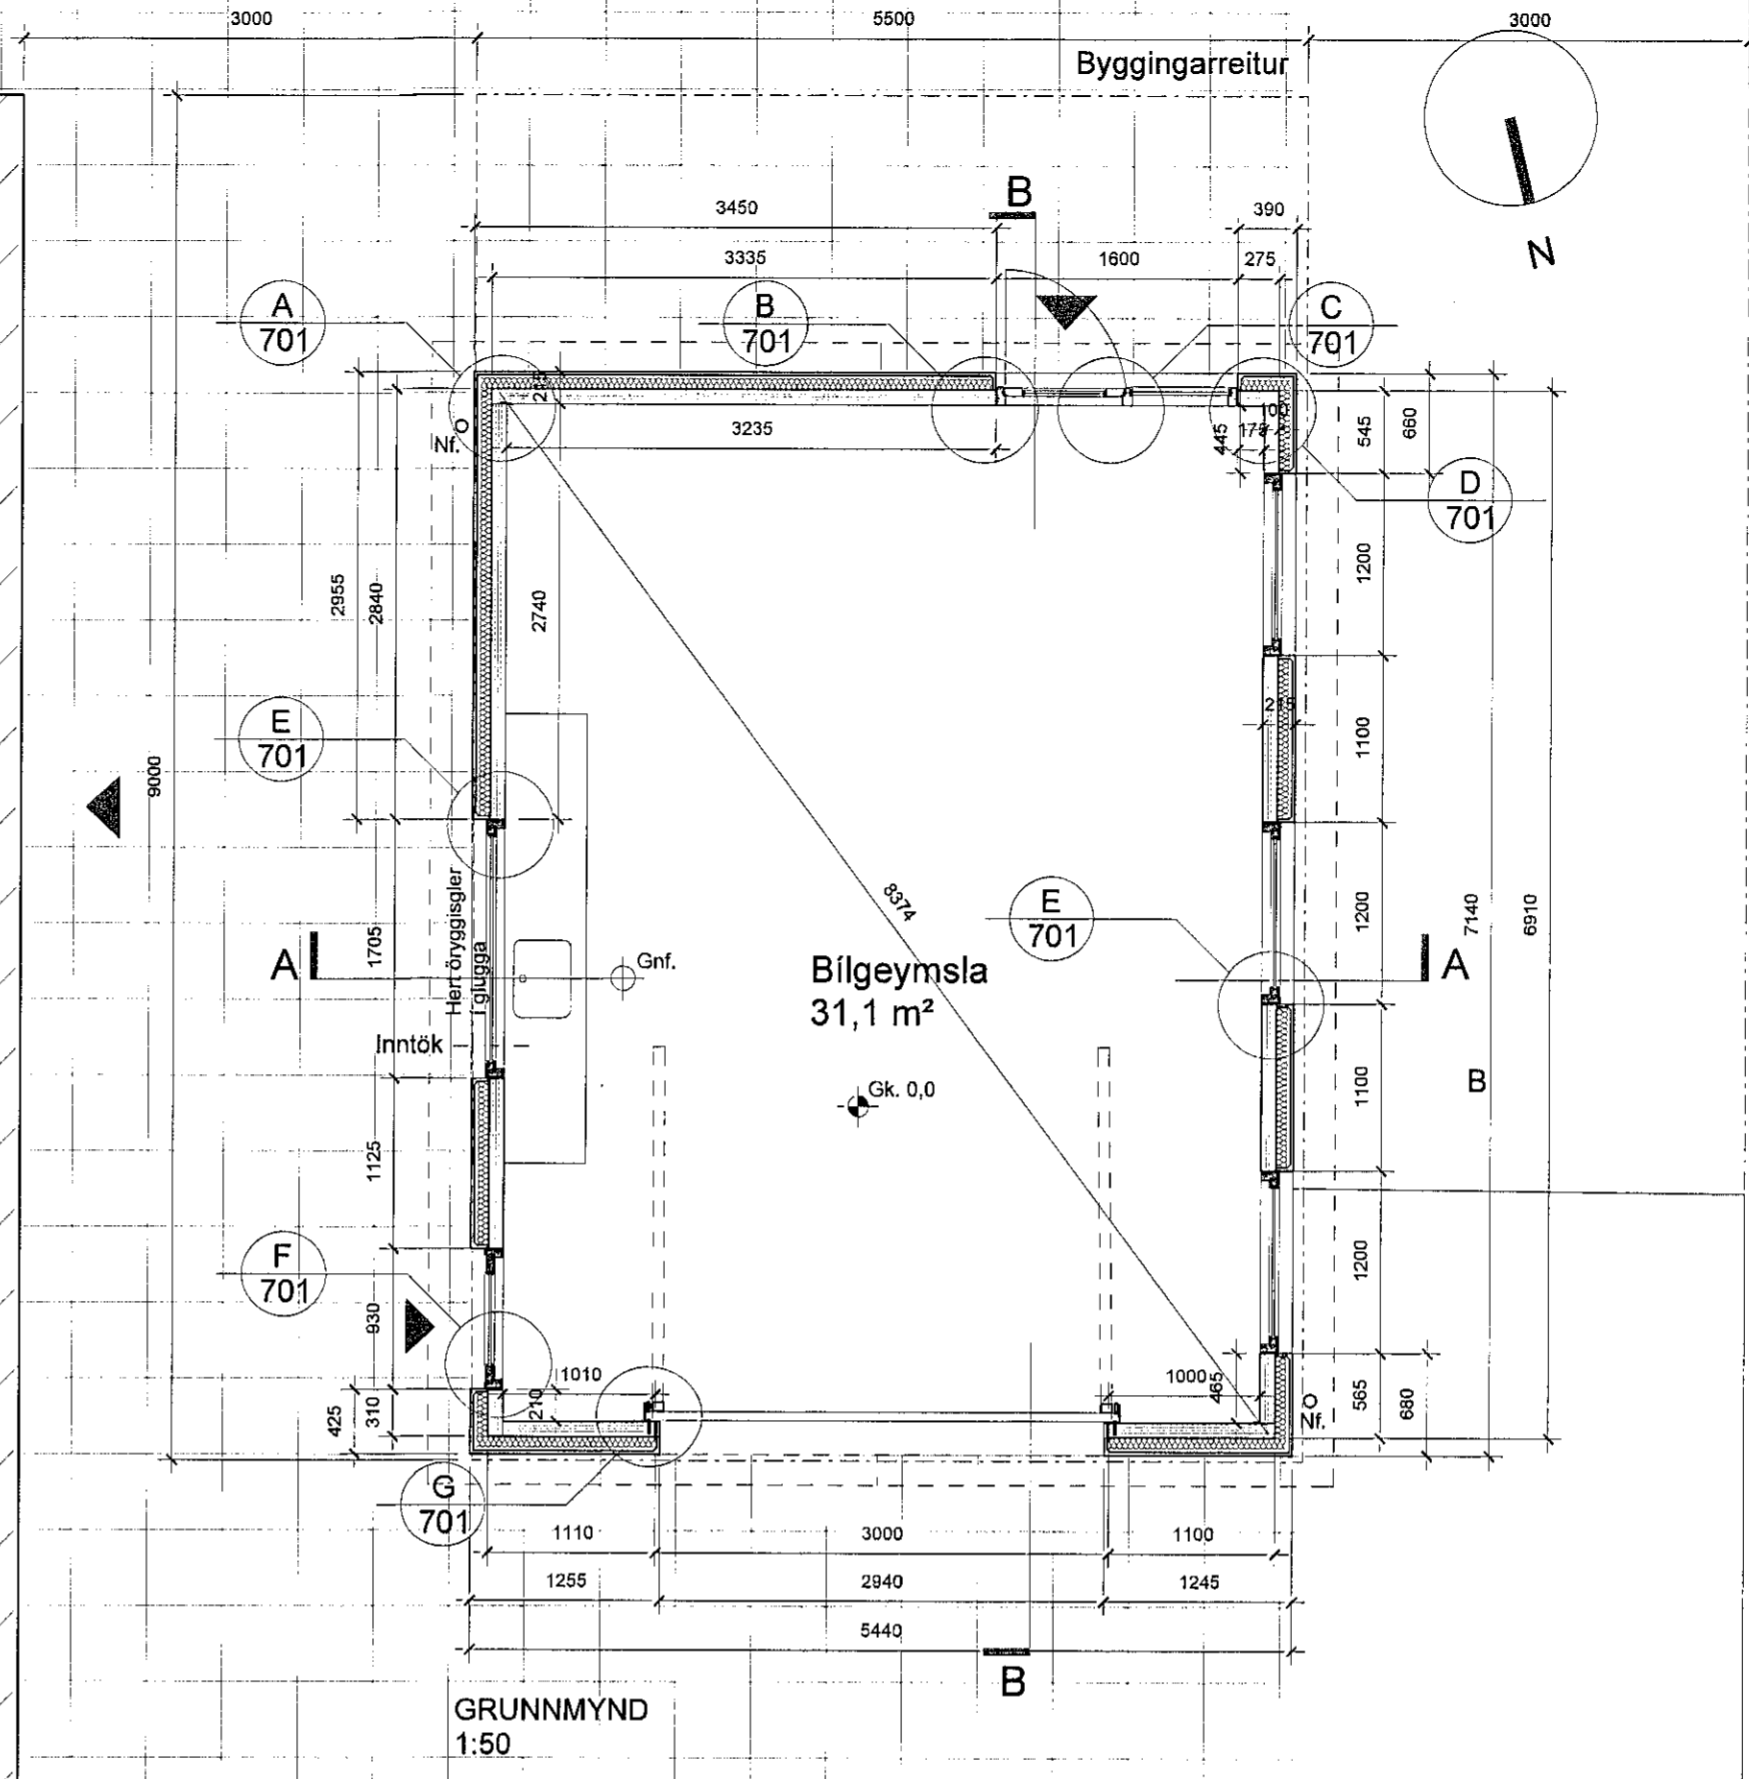 3000
5500
3000
Byggingarreitur
N
B
3450
390
3335
1600
275
A
701
B
701
C
701
215
Nf.
3235
100
175
445
545
660
D
701
2955
2840
2740
1200
E
701
215
1100
9000
8374
E
701
1200
7140
6910
Hert öryggisgler
í glugga
1705
A
Gnf.
Bílgeymsla
31,1 m²
A
Inntök
Gk. 0,0
1100
B
1125
F
701
930
1200
1010
1000
465
210
425
310
565
680
Nf.
G
701
1110
3000
1100
1255
2940
1245
5440
B
GRUNNMYND
1:50